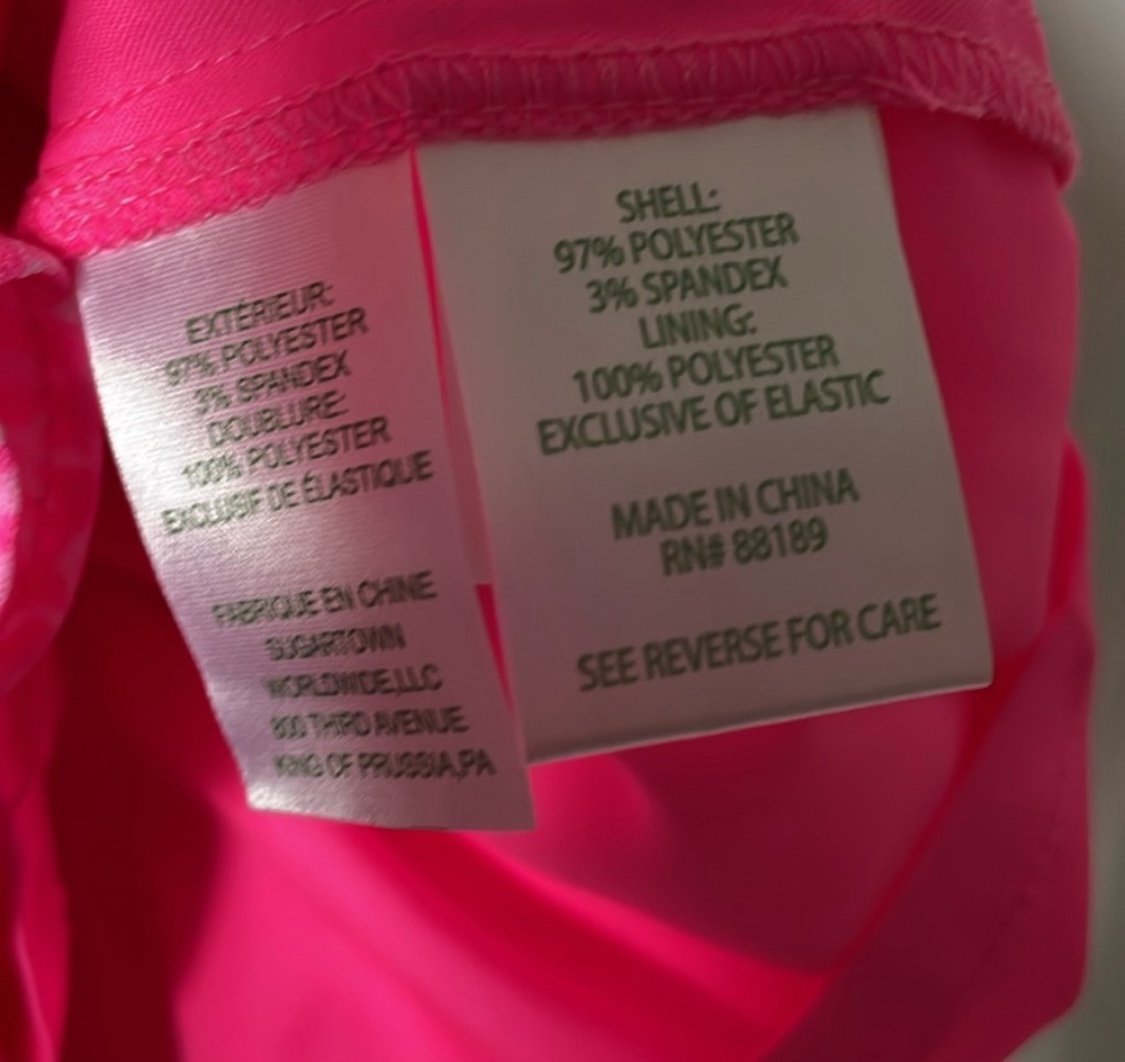 EXTÉRIEUR:
97% POLYESTER
3% SPANDEX
DOUBLURE:
100% POLYESTER
EXCLUSIF DE ÉLASTIQUE
FABRIQUE EN CHINE
SUGARTOWN
WORLDWIDE,LLC
800 THIRD AVENUE
KING OF PRUSSIA,PA
SHELL:
97% POLYESTER
3% SPANDEX
LINING:
100% POLYESTER
EXCLUSIVE OF ELASTIC
MADE IN CHINA
RN# 88189
SEE REVERSE FOR CARE